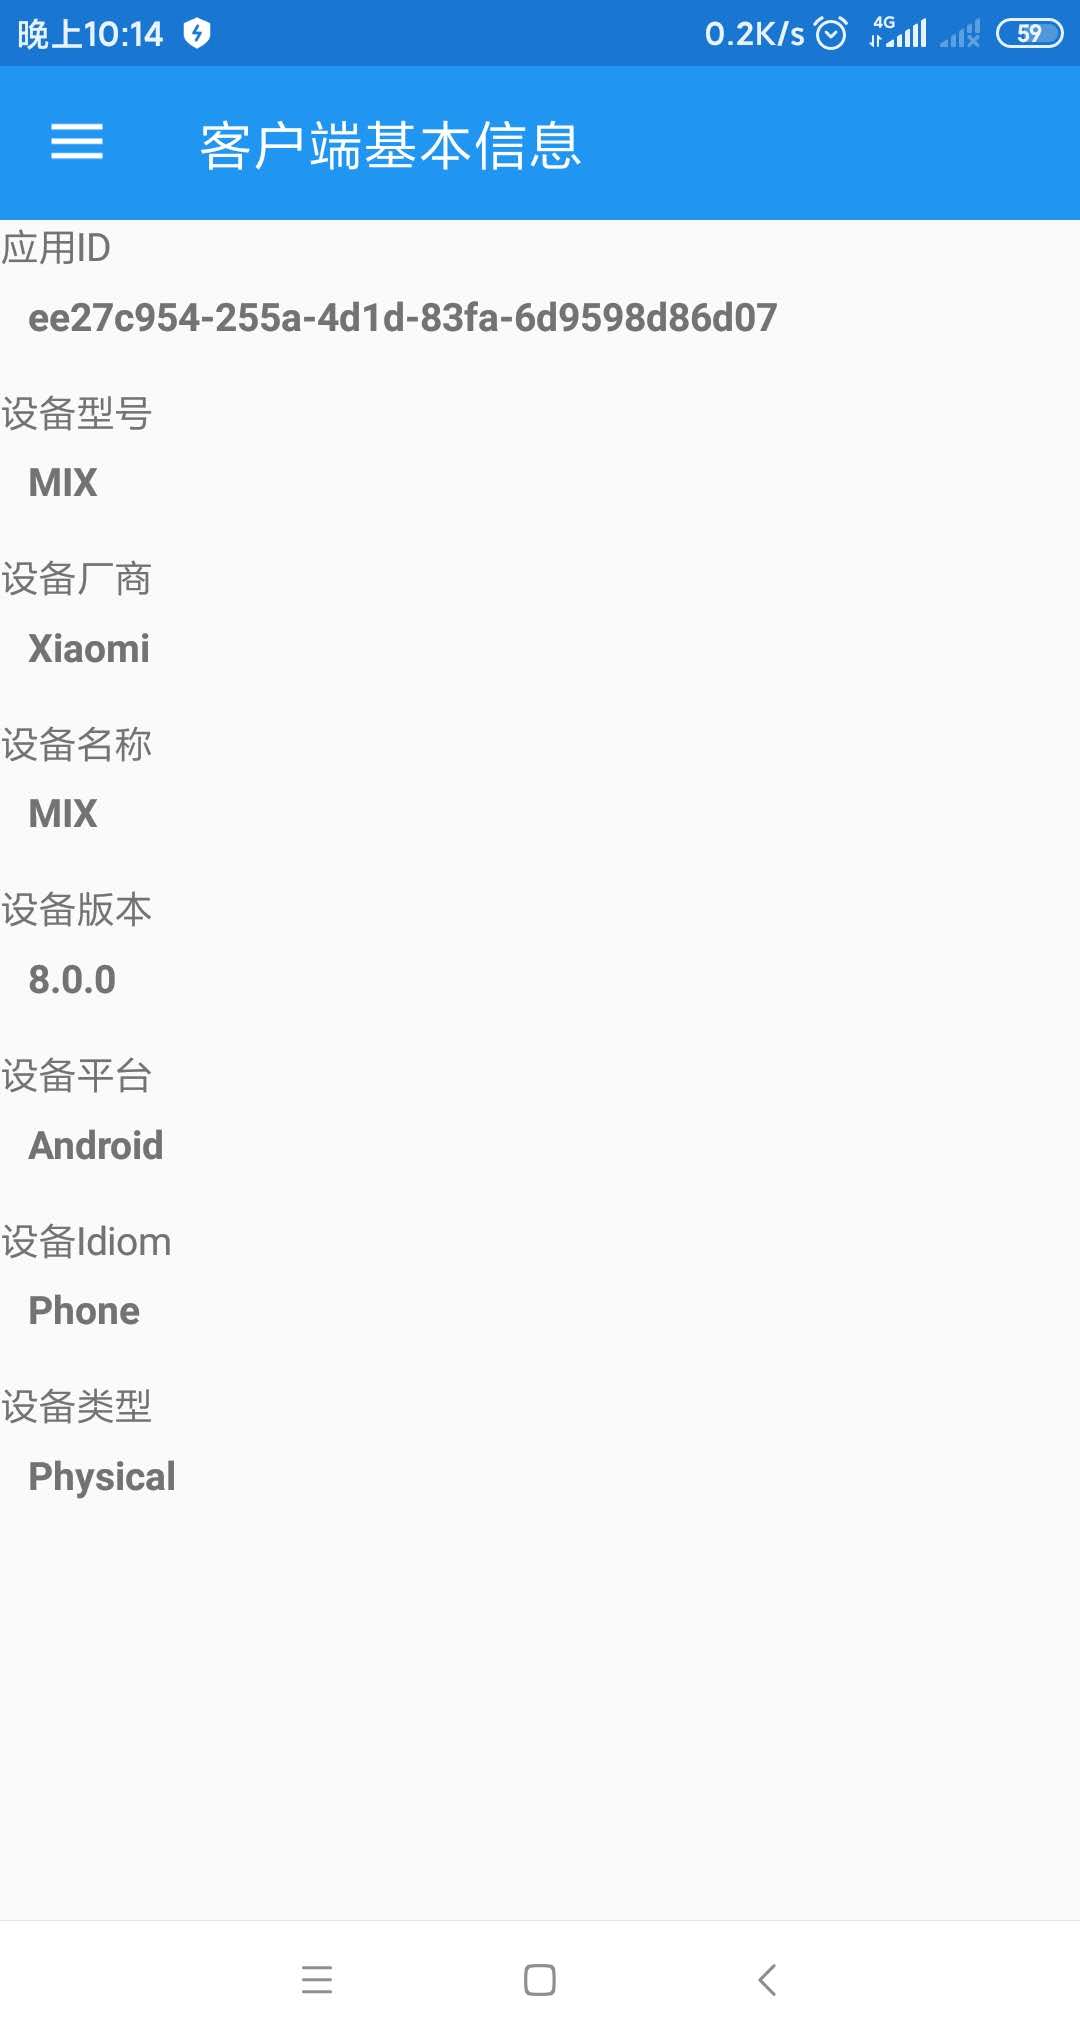 晚上10:14
0.2K/s 4G 59
客户端基本信息
应用ID
ee27c954-255a-4d1d-83fa-6d9598d86d07
设备型号
MIX
设备厂商
Xiaomi
设备名称
MIX
设备版本
8.0.0
设备平台
Android
设备Idiom
Phone
设备类型
Physical